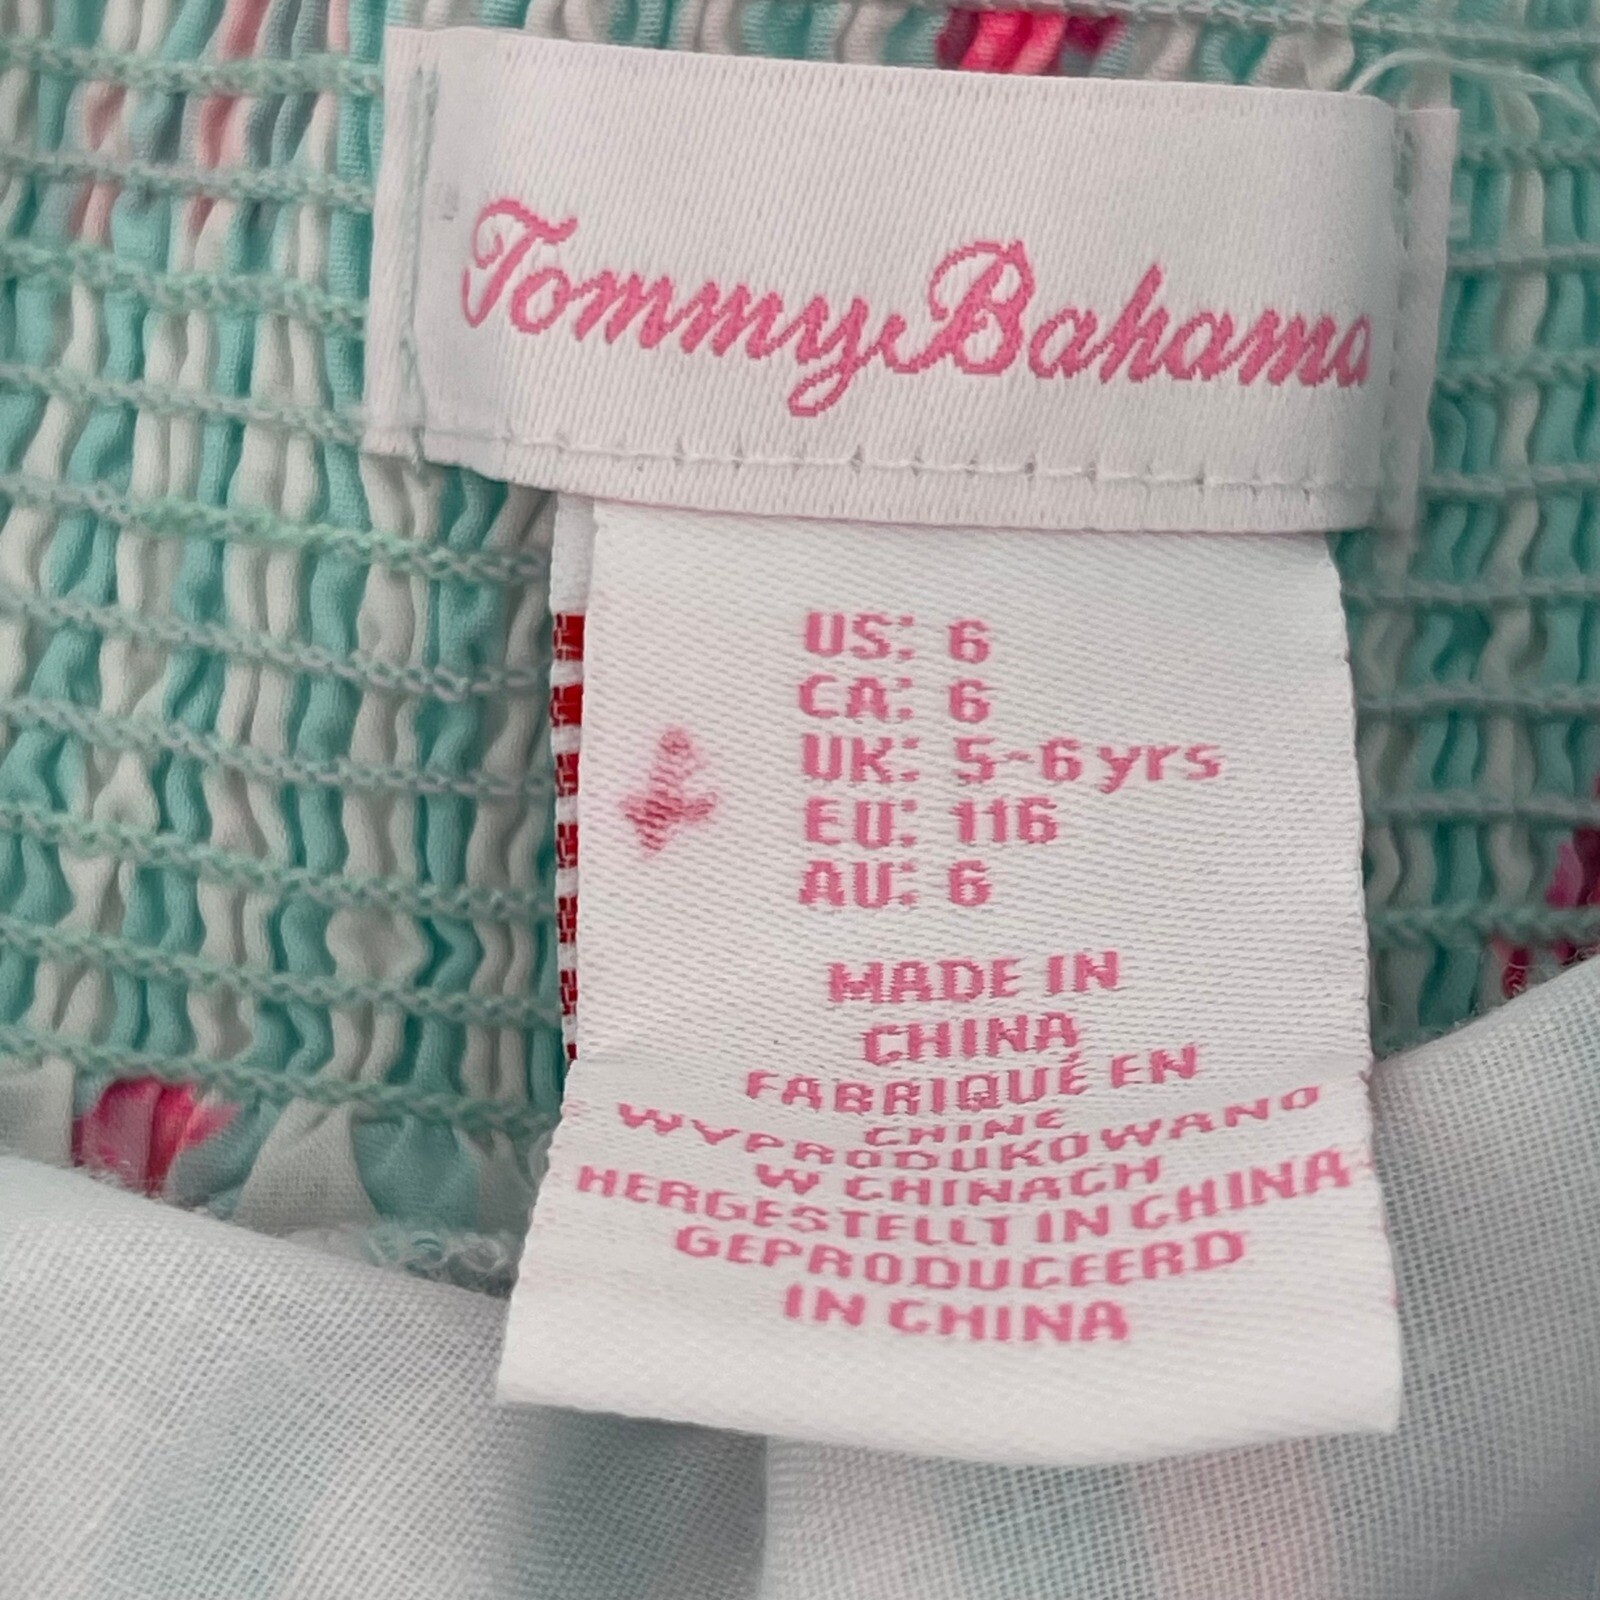 Tommy Bahama
US: 6
CA: 6
UK: 5-6 yrs
EU: 116
AU: 6
MADE IN
CHINA
FABRIQUÉ EN
CHINE
WYPRODUKOWANO
W CHINACH
HERGESTELLT IN CHINA
GEPRODUCEERD
IN CHINA